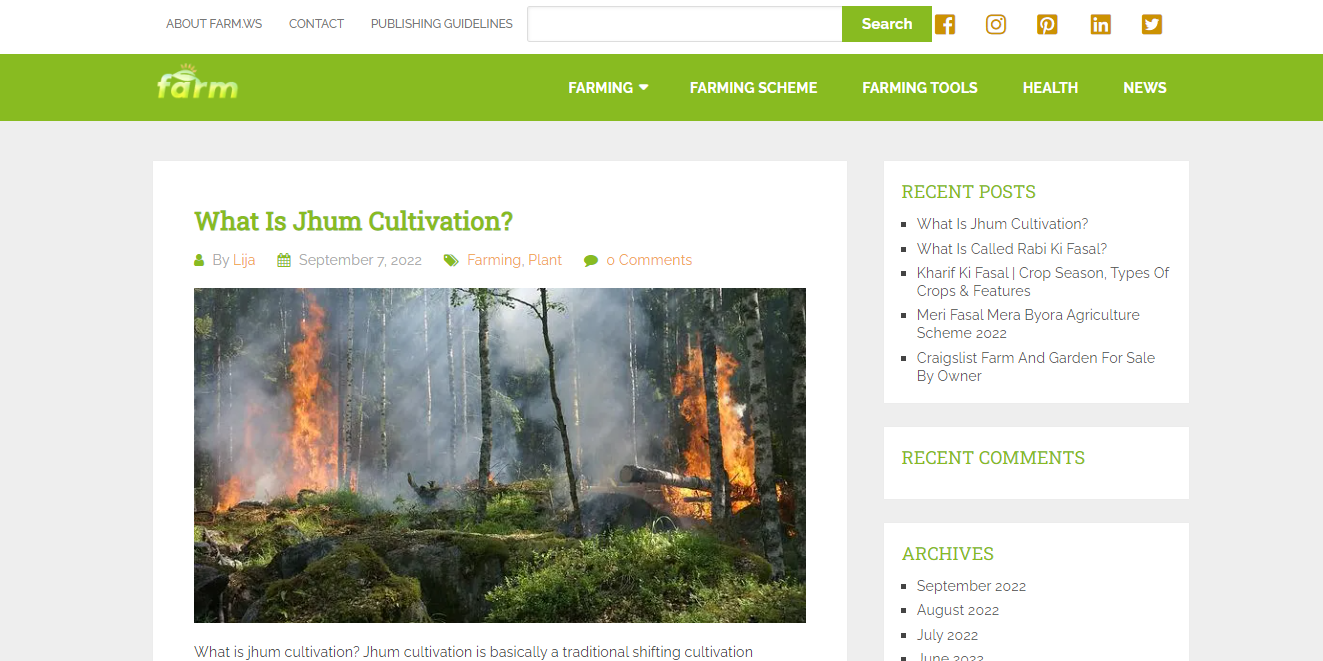 ABOUT FARM.WS
CONTACT
PUBLISHING GUIDELINES
Search
farm
FARMING
FARMING SCHEME
FARMING TOOLS
HEALTH
NEWS
What Is Jhum Cultivation?
By Lija
September 7, 2022
Farming, Plant
0 Comments
What is jhum cultivation? Jhum cultivation is basically a traditional shifting cultivation
RECENT POSTS
What Is Jhum Cultivation?
What Is Called Rabi Ki Fasal?
Kharif Ki Fasal | Crop Season, Types Of
Crops & Features
Meri Fasal Mera Byora Agriculture
Scheme 2022
Craigslist Farm And Garden For Sale
By Owner
RECENT COMMENTS
ARCHIVES
September 2022
August 2022
July 2022
June 2022